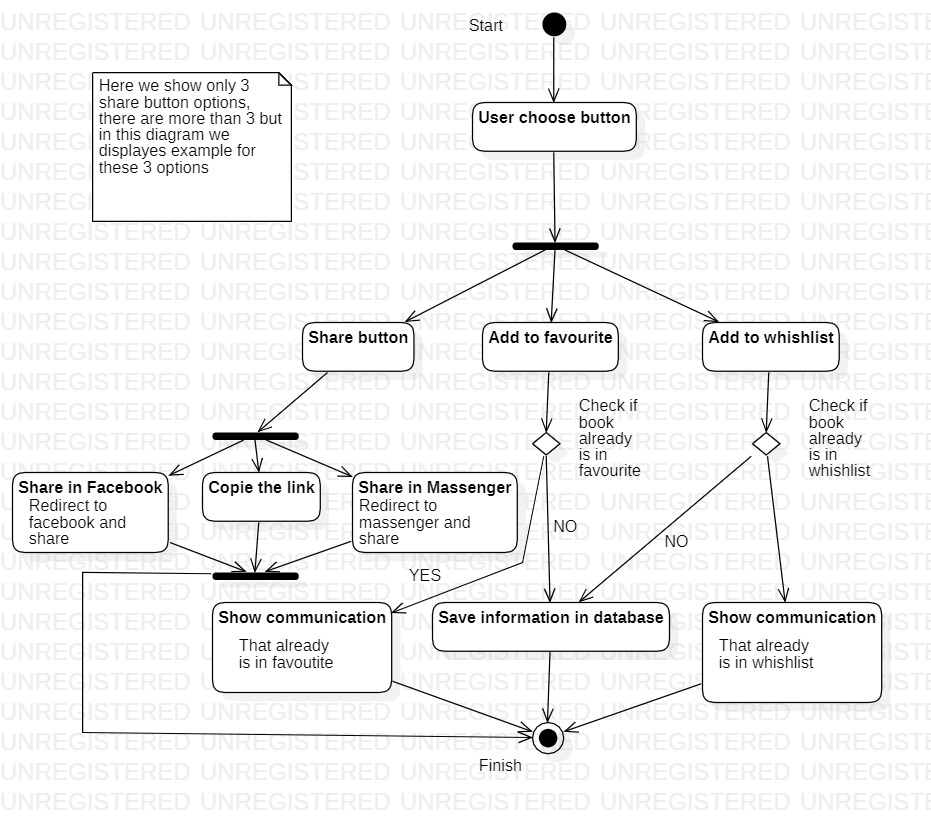 Start
Here we show only 3
share button options,
there are more than 3 but
in this diagram we
displayes example for
these 3 options
User choose button
Share button
Add to favourite
Add to whishlist
Check if
book
already
is in
favourite
Check if
book
already
is in
whishlist
Share in Facebook
Redirect to
facebook and
share
Copie the link
Share in Massenger
Redirect to
massenger and
share
NO
NO
YES
Show communication
That already
is in favoutite
Save information in database
Show communication
That already
is in whishlist
Finish
UNREGISTERED